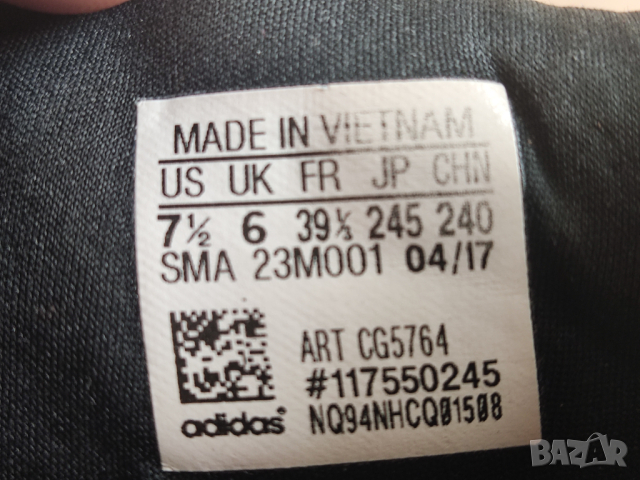 MADE IN VIETNAM
US UK FR JP CHN
7½ 6 39⅓ 245 240
SMA 23M001 04/17
ART CG5764
#117550245
adidas NQ94NHCQ01508
BAZAR